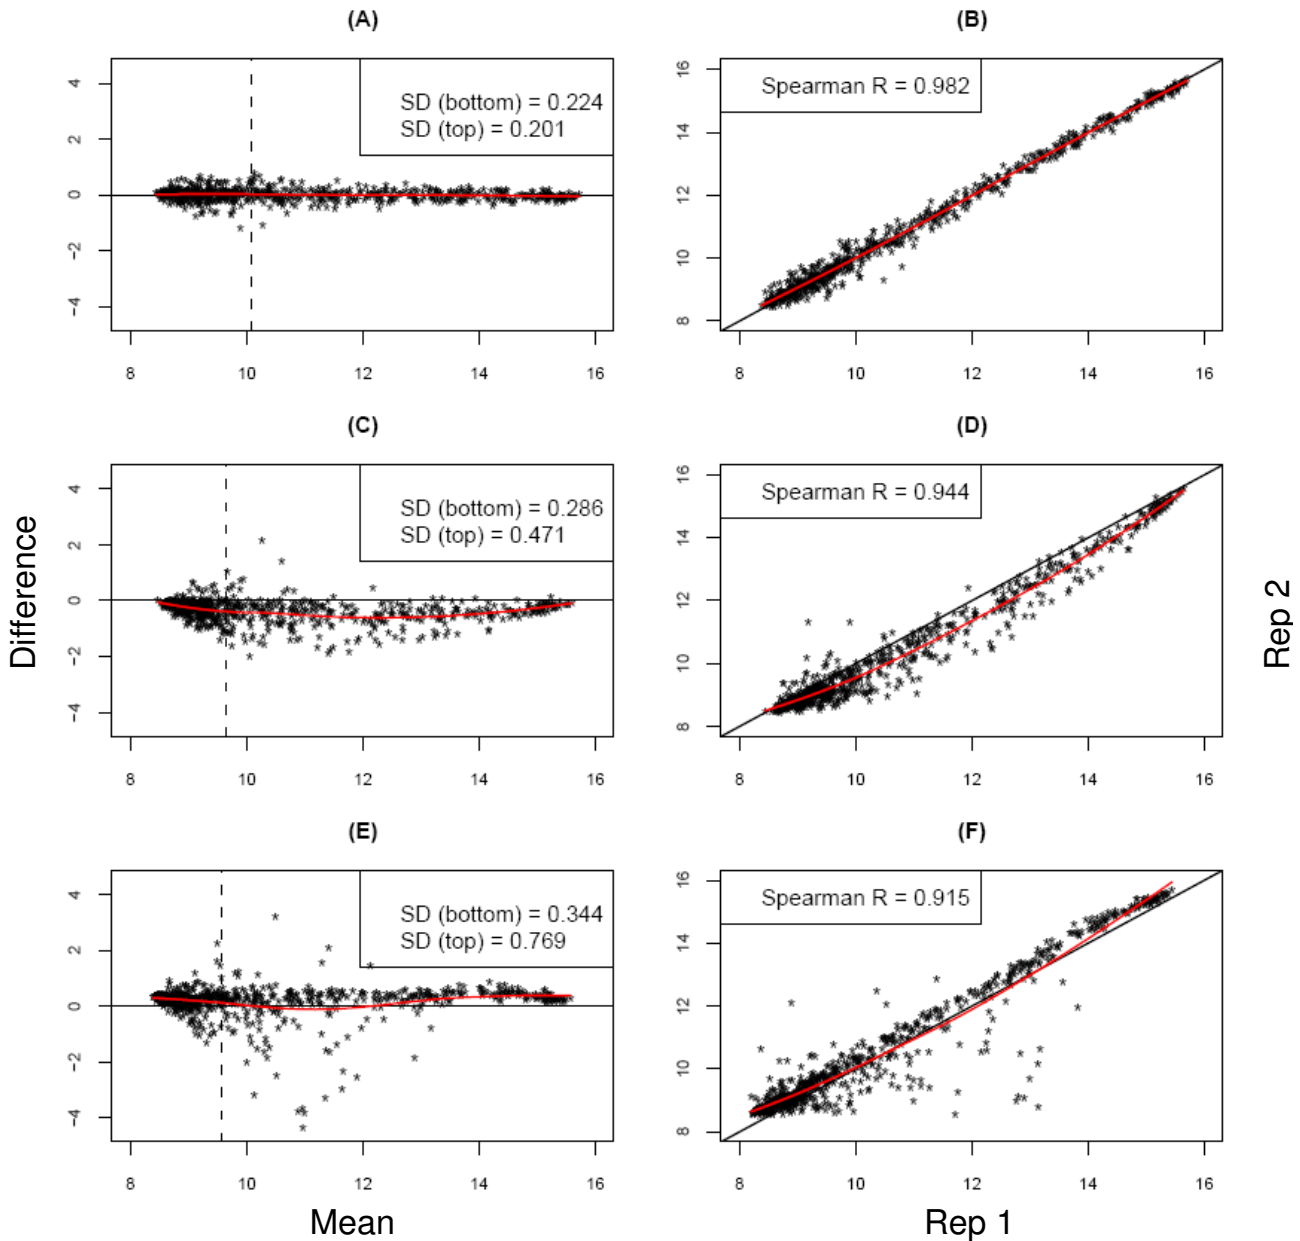 (A)
SD (bottom) = 0.224
SD (top) = 0.201
4
2
0
−2
−4
8 10 12 14 16
(B)
Spearman R = 0.982
16
14
12
10
8
8 10 12 14 16
(C)
SD (bottom) = 0.286
SD (top) = 0.471
4
2
0
−2
−4
8 10 12 14 16
(D)
Spearman R = 0.944
16
14
12
10
8
8 10 12 14 16
(E)
SD (bottom) = 0.344
SD (top) = 0.769
4
2
0
−2
−4
8 10 12 14 16
(F)
Spearman R = 0.915
16
14
12
10
8
8 10 12 14 16
Difference
Rep 2
Mean
Rep 1